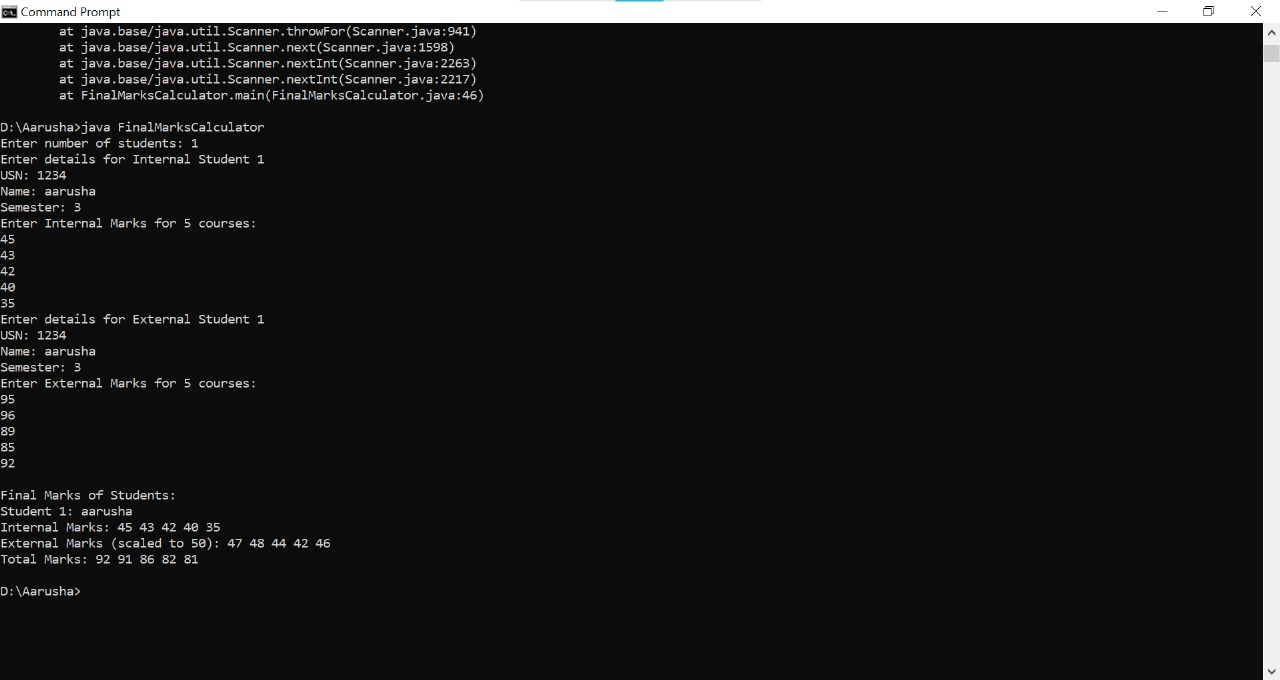 Command Prompt
at java.base/java.util.Scanner.throwFor(Scanner.java:941)
at java.base/java.util.Scanner.next(Scanner.java:1598)
at java.base/java.util.Scanner.nextInt(Scanner.java:2263)
at java.base/java.util.Scanner.nextInt(Scanner.java:2217)
at FinalMarksCalculator.main(FinalMarksCalculator.java:46)
D:\Aarusha>java FinalMarksCalculator
Enter number of students: 1
Enter details for Internal Student 1
USN: 1234
Name: aarusha
Semester: 3
Enter Internal Marks for 5 courses:
45
43
42
40
35
Enter details for External Student 1
USN: 1234
Name: aarusha
Semester: 3
Enter External Marks for 5 courses:
95
96
89
85
92
Final Marks of Students:
Student 1: aarusha
Internal Marks: 45 43 42 40 35
External Marks (scaled to 50): 47 48 44 42 46
Total Marks: 92 91 86 82 81
D:\Aarusha>